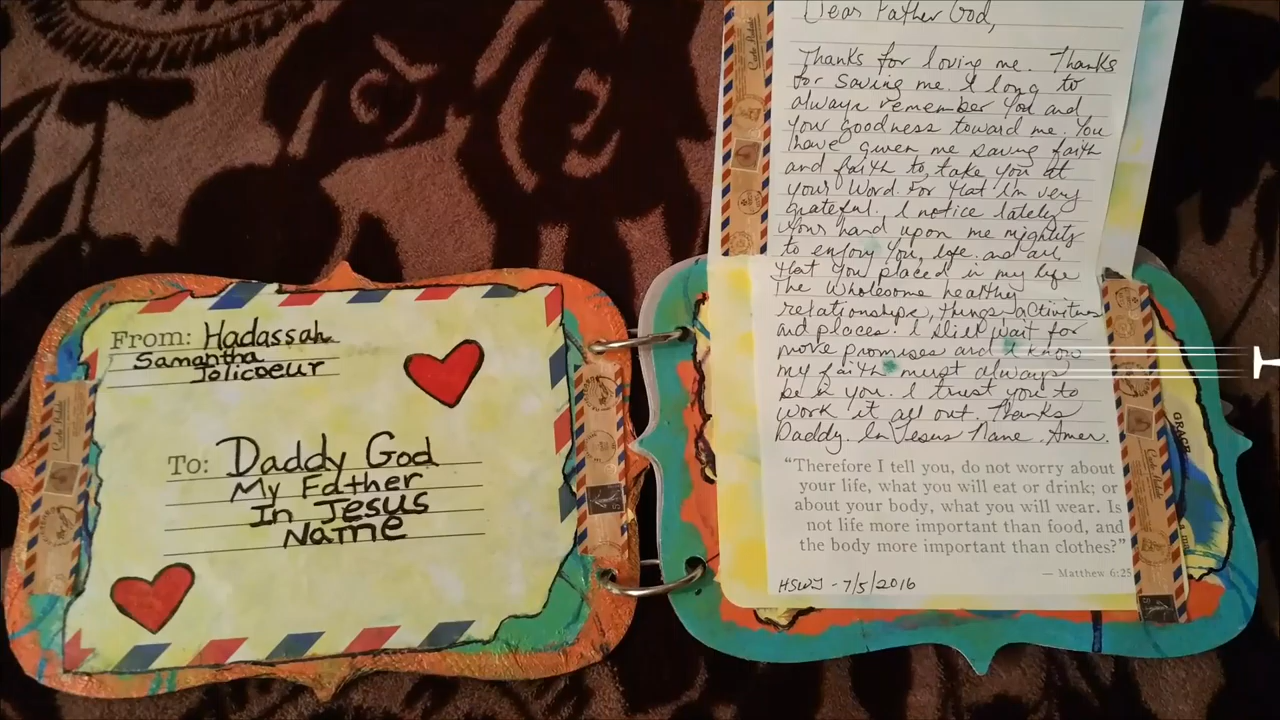 From: Hadassah
Samantha
Jolicoeur
To: Daddy God
My Father
In Jesus
Name
Dear Father God,
Thanks for loving me. Thanks
for saving me. I long to
always remember You and
your goodness toward me. You
have given me saving faith
and faith to take you at
your Word. For that I'm very
grateful. I notice lately
your hand upon me mightily
to enjoy You, life and all
that You placed in my life
The Wholesome healthy
relationships, things, activities
and places. I still wait for
more promises and I know
my faith must always
be in you. I trust you to
work it all out. Thanks
Daddy. In Jesus Name. Amen.
"Therefore I tell you, do not worry about
your life, what you will eat or drink; or
about your body, what you will wear. Is
not life more important than food, and
the body more important than clothes?"
— Matthew 6:25
HSWJ - 7/5/2016
GRACE